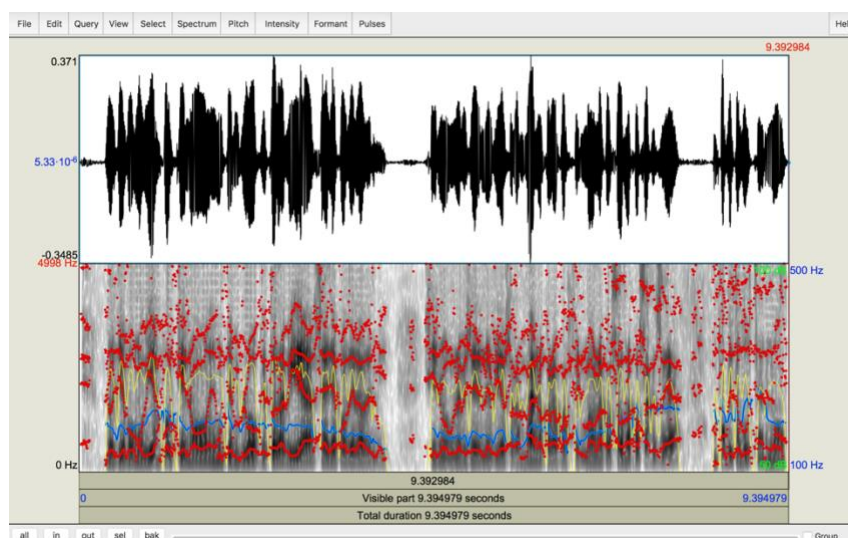 File Edit Query View Select Spectrum Pitch Intensity Formant Pulses
9.392984
0.371
5.33·10⁻⁶
-0.3485
4998 Hz
500 Hz
0 Hz
100 Hz
9.392984
0 Visible part 9.394979 seconds 9.394979
Total duration 9.394979 seconds
all in out sel bak Group